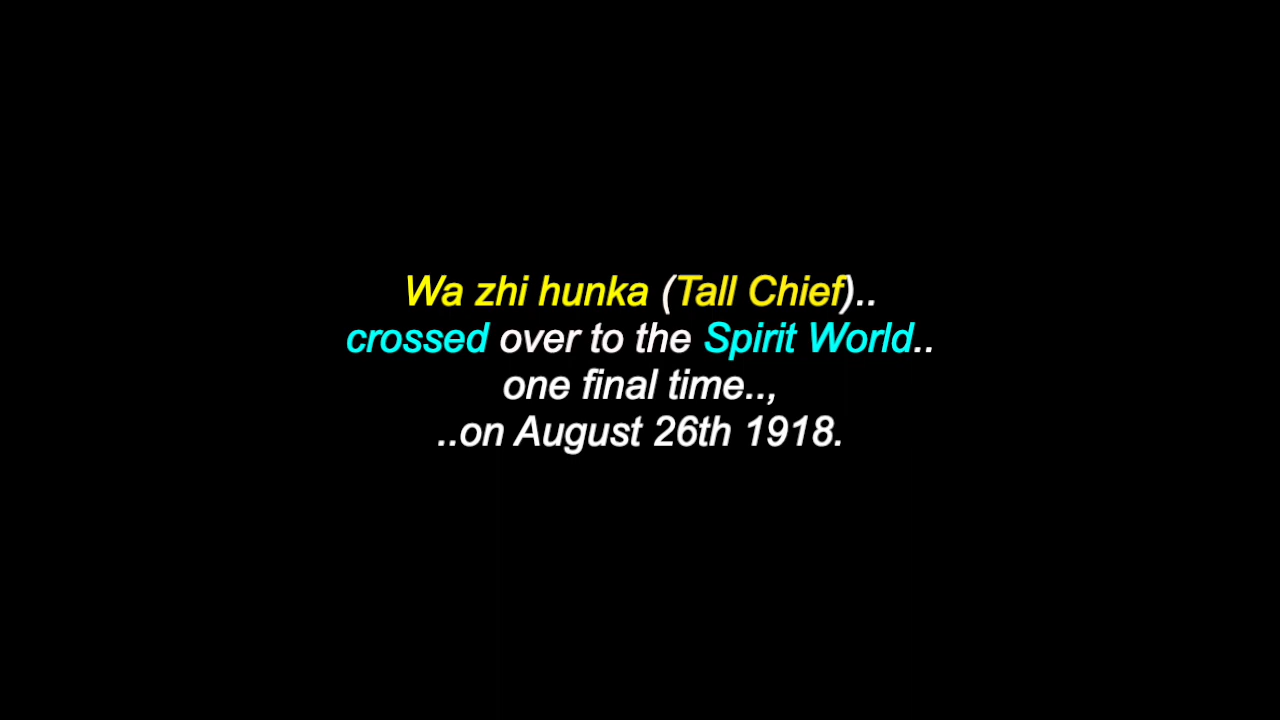 Wa zhi hunka (Tall Chief)..
crossed over to the Spirit World..
one final time..,
..on August 26th 1918.